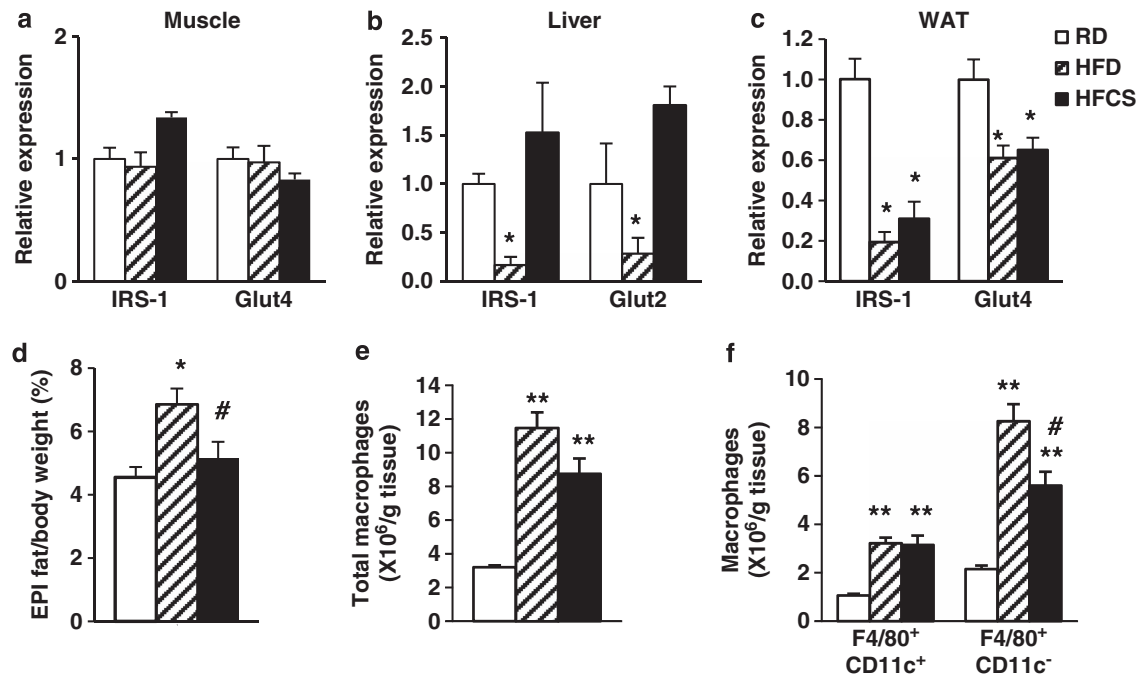 a Muscle
Relative expression
2
1
0
IRS-1 Glut4
b Liver
Relative expression
2.5
2.0
1.5
1.0
0.5
0.0
*
*
IRS-1 Glut2
c WAT
Relative expression
1.2
1.0
0.8
0.6
0.4
0.2
0.0
*
*
*
*
IRS-1 Glut4
RD
HFD
HFCS
d
EPI fat/body weight (%)
8
6
4
2
0
*
#
e
Total macrophages
(X10⁶/g tissue)
14
12
10
8
6
4
2
0
**
**
f
Macrophages
(X10⁶/g tissue)
10
8
6
4
2
0
**
**
**
#
**
F4/80⁺ F4/80⁺
CD11c⁺ CD11c⁻